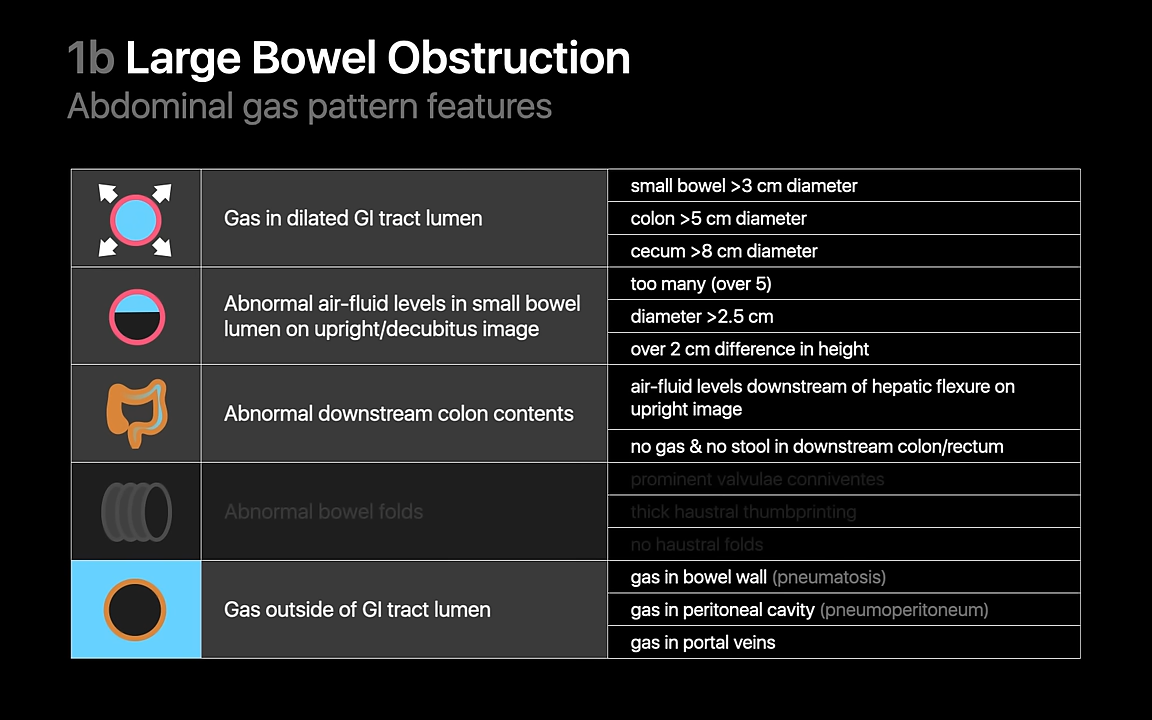 1b Large Bowel Obstruction
Abdominal gas pattern features
Gas in dilated GI tract lumen
small bowel >3 cm diameter
colon >5 cm diameter
cecum >8 cm diameter
Abnormal air-fluid levels in small bowel
lumen on upright/decubitus image
too many (over 5)
diameter >2.5 cm
over 2 cm difference in height
Abnormal downstream colon contents
air-fluid levels downstream of hepatic flexure on
upright image
no gas & no stool in downstream colon/rectum
Abnormal bowel folds
prominent valvulae conniventes
thick haustral thumbprinting
no haustral folds
Gas outside of GI tract lumen
gas in bowel wall (pneumatosis)
gas in peritoneal cavity (pneumoperitoneum)
gas in portal veins